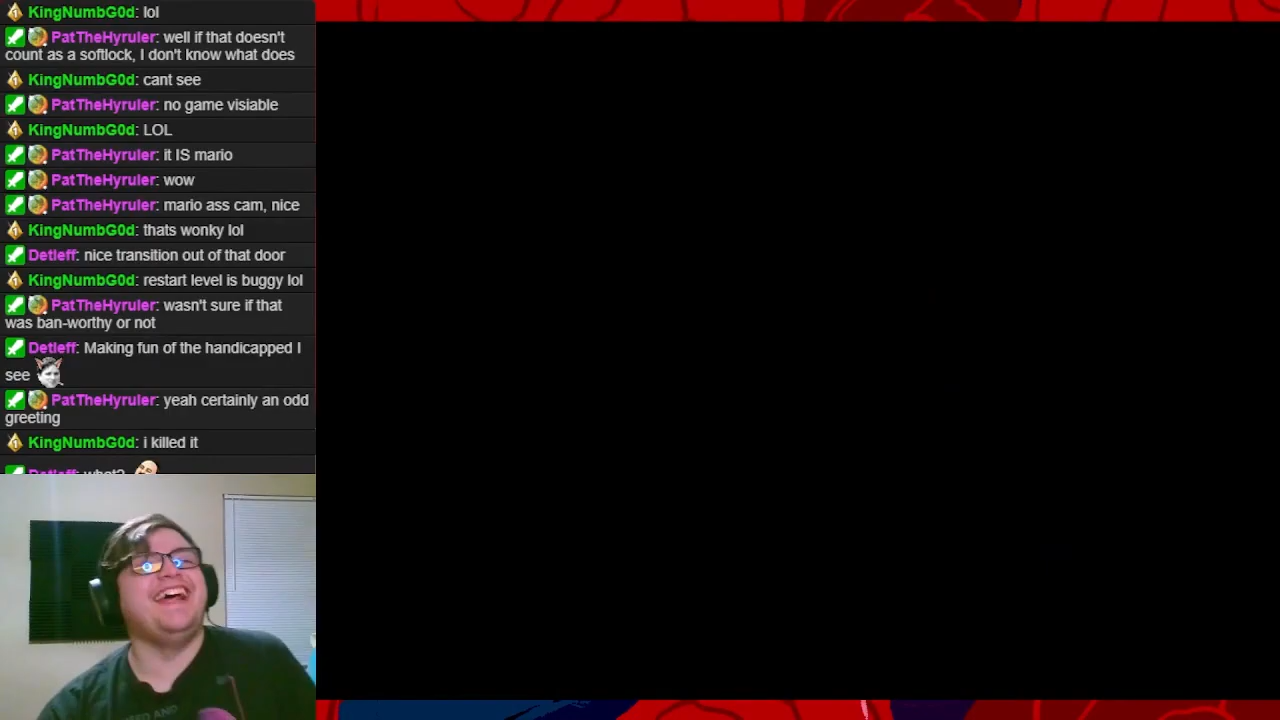 KingNumbG0d: lol
PatTheHyruler: well if that doesn't
count as a softlock, I don't know what does
KingNumbG0d: cant see
PatTheHyruler: no game visiable
KingNumbG0d: LOL
PatTheHyruler: it IS mario
PatTheHyruler: wow
PatTheHyruler: mario ass cam, nice
KingNumbG0d: thats wonky lol
Detleff: nice transition out of that door
KingNumbG0d: restart level is buggy lol
PatTheHyruler: wasn't sure if that
was ban-worthy or not
Detleff: Making fun of the handicapped I
see
PatTheHyruler: yeah certainly an odd
greeting
KingNumbG0d: i killed it
Detleff: what?